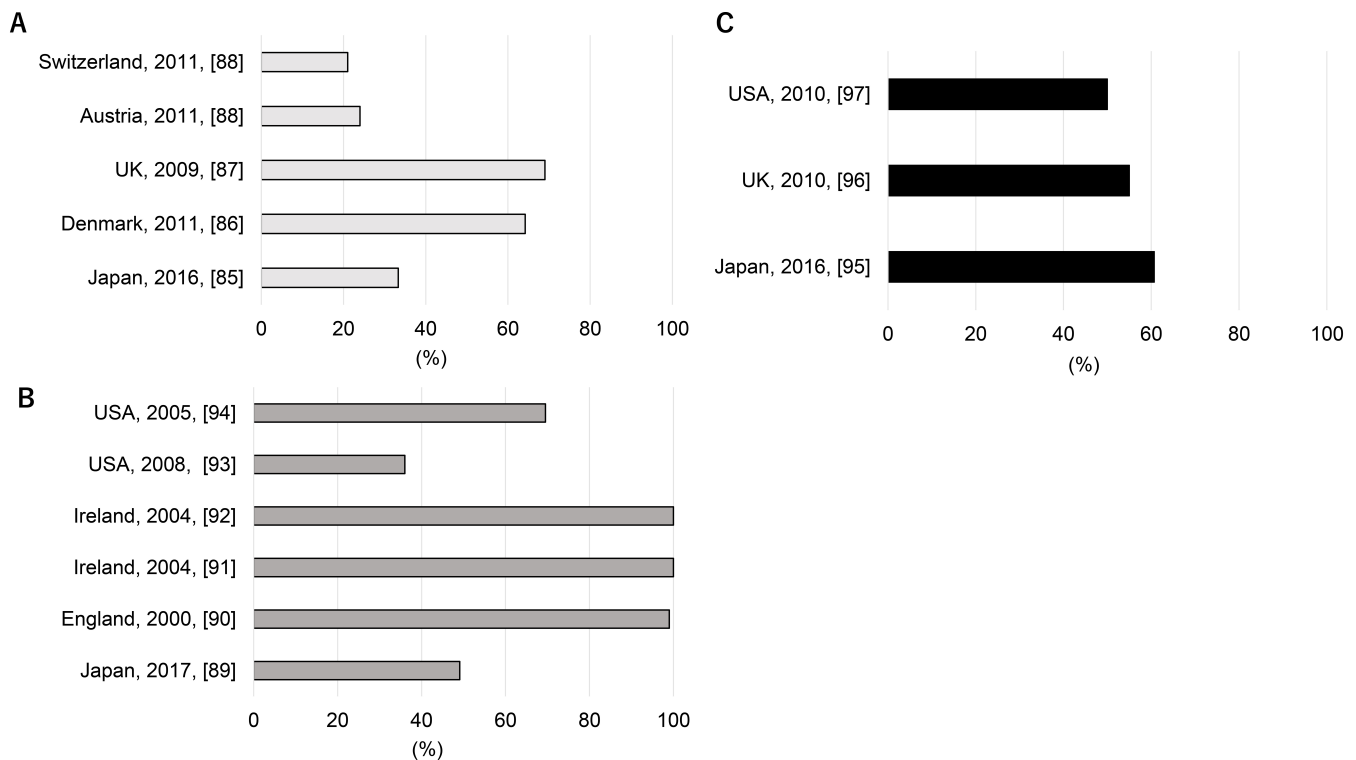 A
Switzerland, 2011, [88]
Austria, 2011, [88]
UK, 2009, [87]
Denmark, 2011, [86]
Japan, 2016, [85]
0 20 40 60 80 100
(%)
B
USA, 2005, [94]
USA, 2008, [93]
Ireland, 2004, [92]
Ireland, 2004, [91]
England, 2000, [90]
Japan, 2017, [89]
0 20 40 60 80 100
(%)
C
USA, 2010, [97]
UK, 2010, [96]
Japan, 2016, [95]
0 20 40 60 80 100
(%)